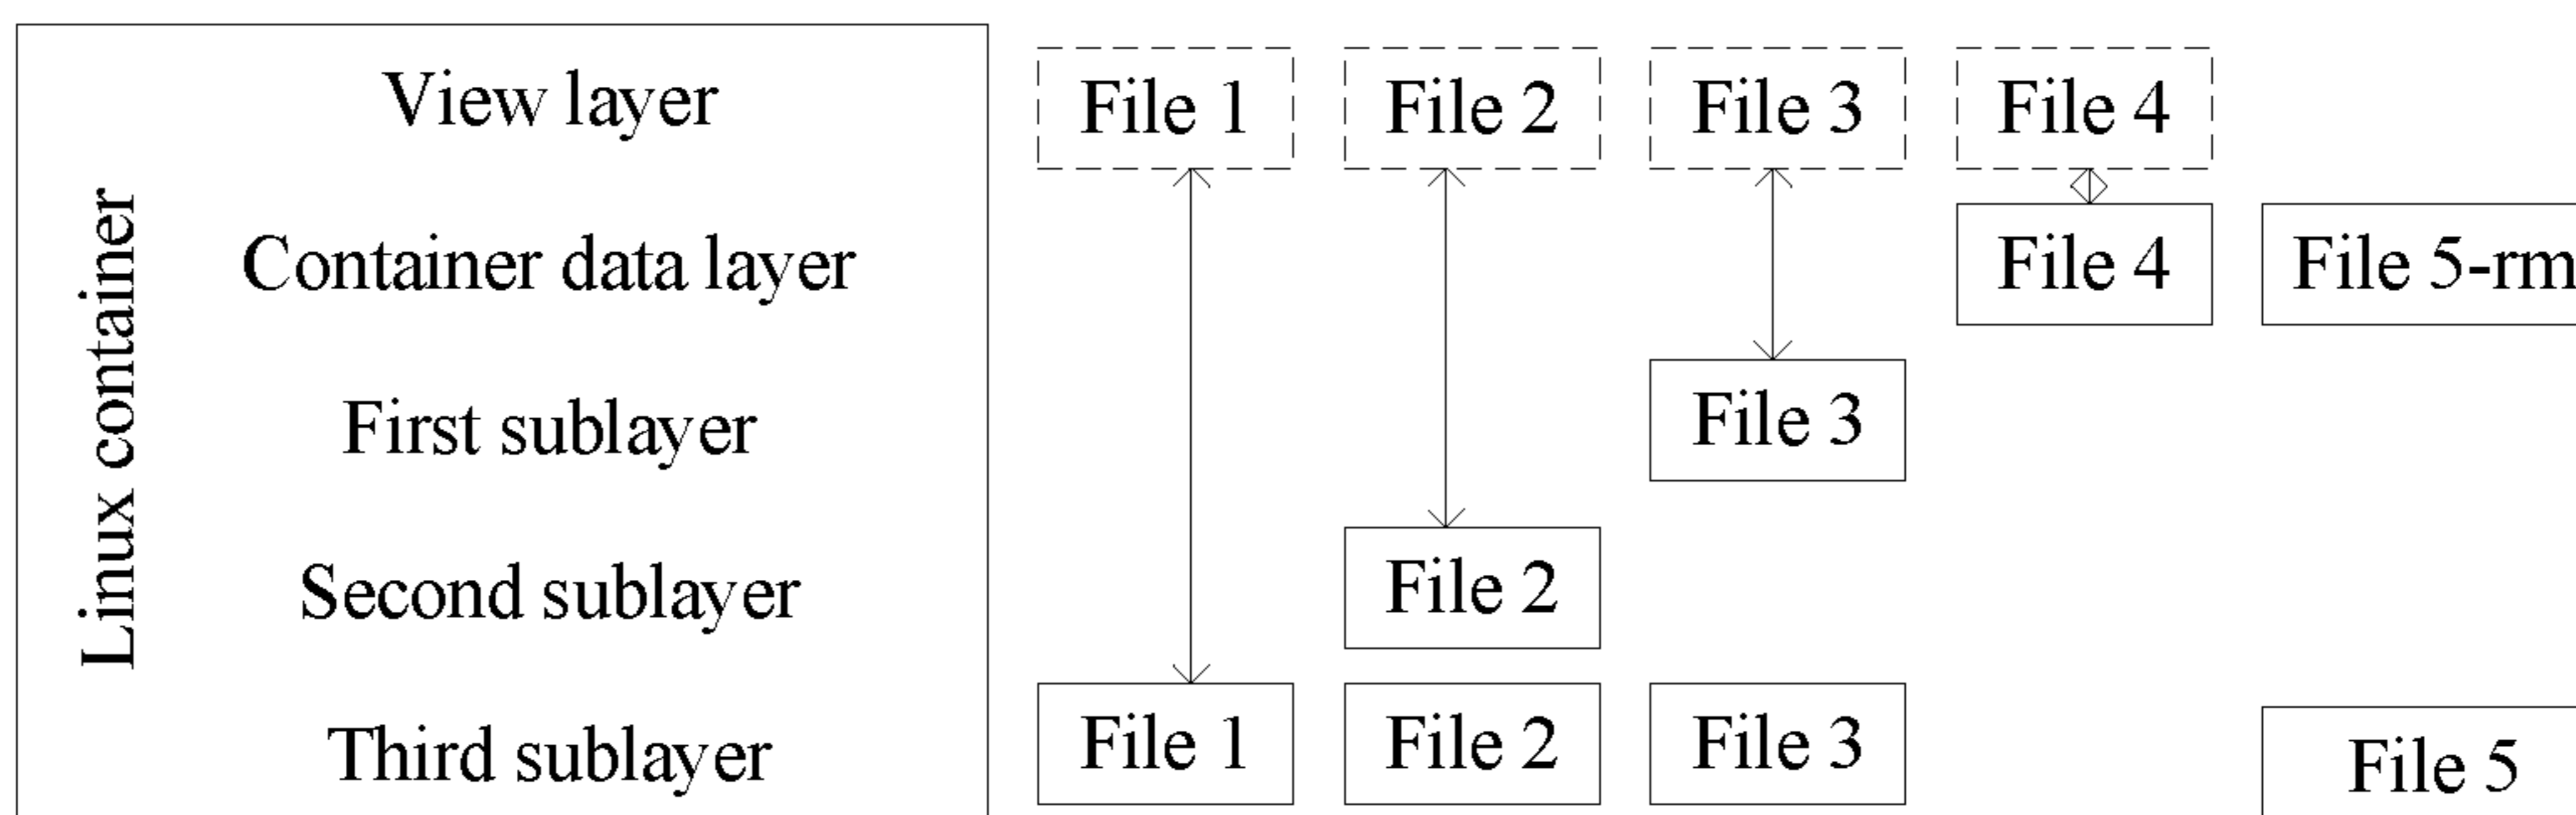 Linux container
View layer
File 1
File 2
File 3
File 4
Container data layer
File 4
File 5-rm
First sublayer
File 3
Second sublayer
File 2
Third sublayer
File 1
File 2
File 3
File 5